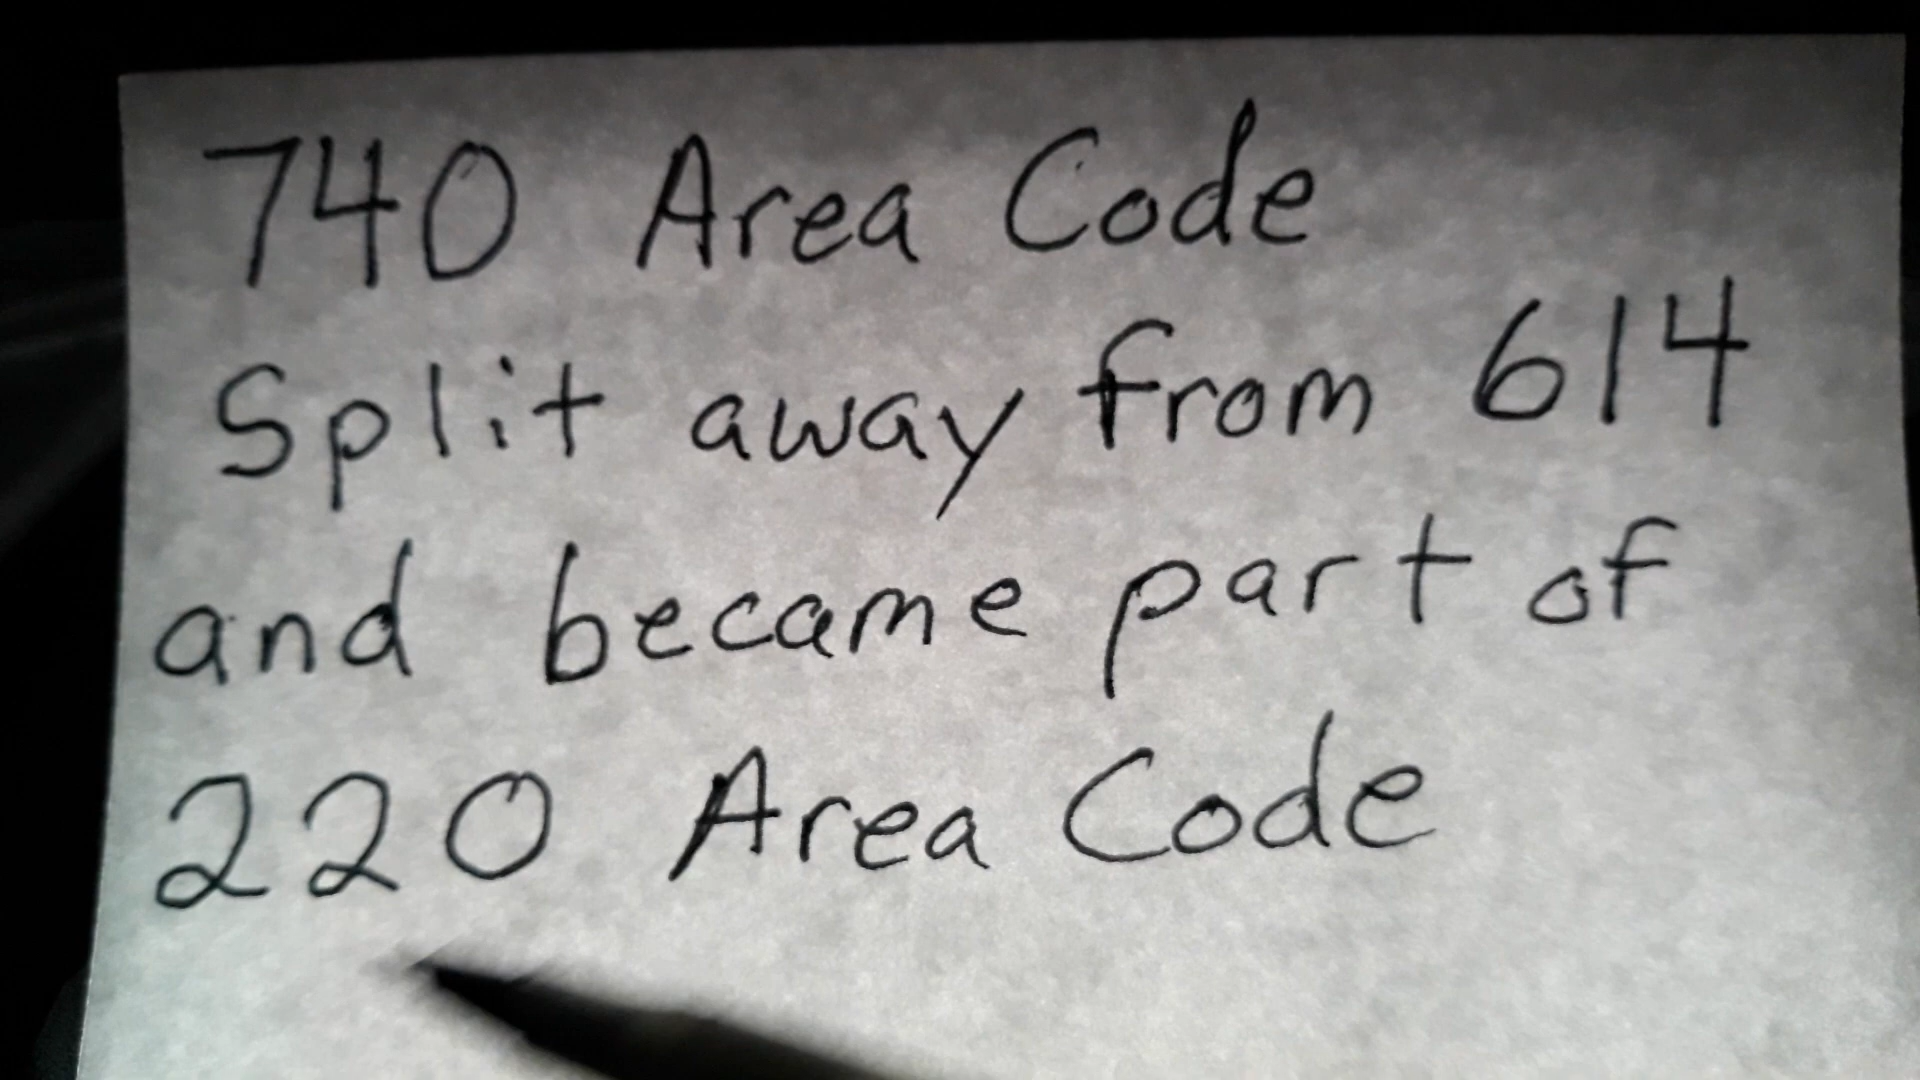 740 Area Code
Split away from 614
and became part of
220 Area Code